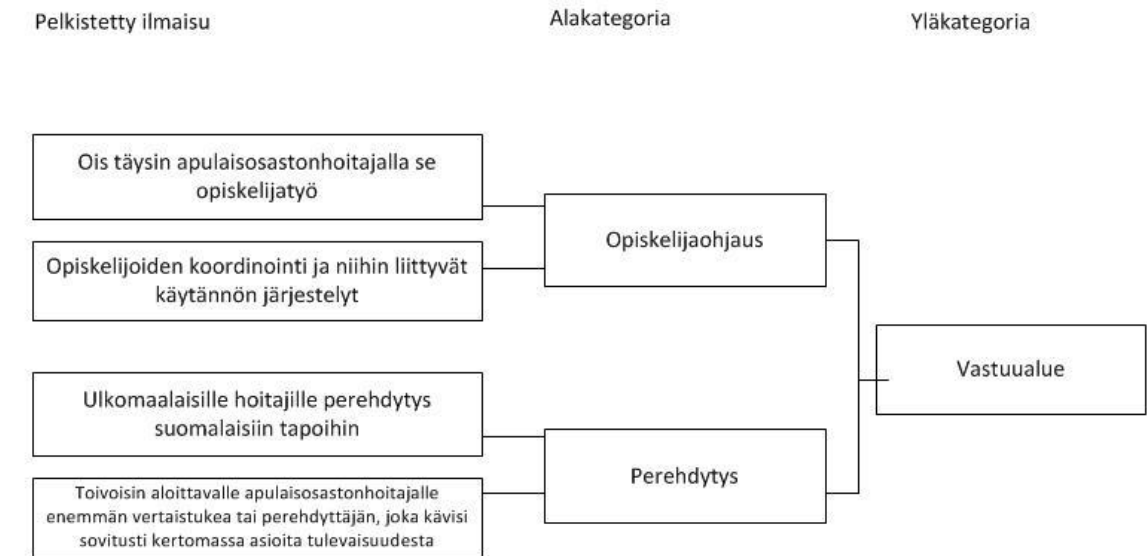 Pelkistetty ilmaisu
Alakategoria
Yläkategoria
Ois täysin apulaisosastonhoitajalla se
opiskelijatyö
Opiskelijoiden koordinointi ja niihin liittyvät
käytännön järjestelyt
Opiskelijaohjaus
Ulkomaalaisille hoitajille perehdytys
suomalaisiin tapoihin
Toivoisin aloittavalle apulaisosastonhoitajalle
enemmän vertaistukea tai perehdyttäjän, joka kävisi
sovitusti kertomassa asioita tulevaisuudesta
Perehdytys
Vastuualue